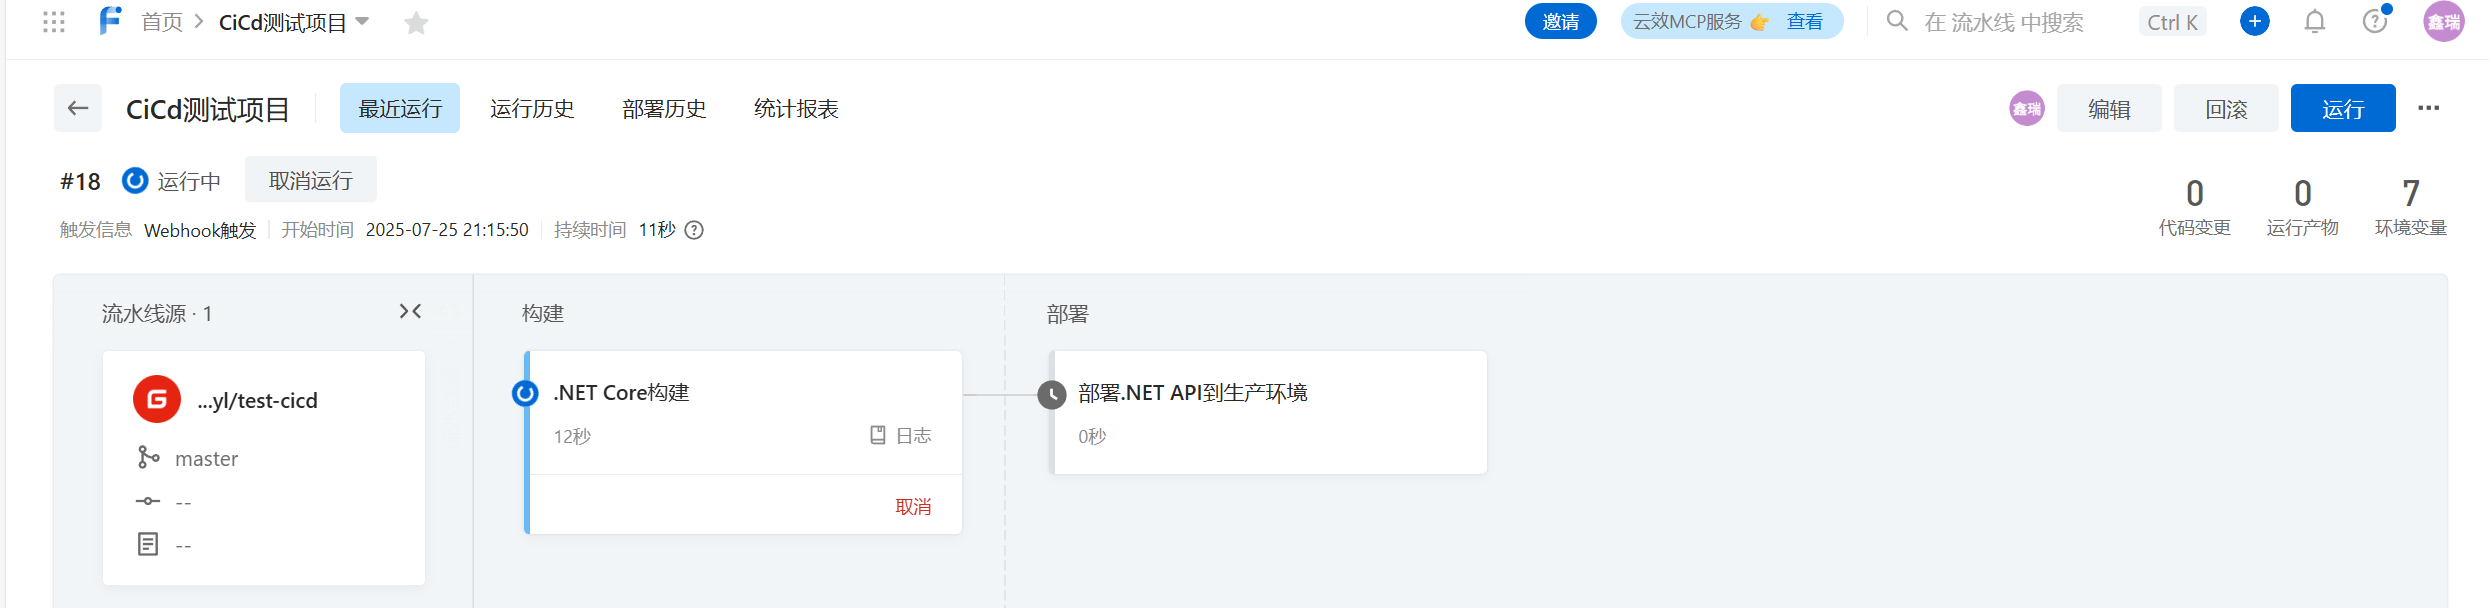 首页 CiCd测试项目 邀请 云效MCP服务 👉 查看 在 流水线 中搜索 Ctrl K 鑫瑞
CiCd测试项目 最近运行 运行历史 部署历史 统计报表 鑫瑞 编辑 回滚 运行 ···
#18 运行中 取消运行
0 0 7
触发信息 Webhook触发 开始时间 2025-07-25 21:15:50 持续时间 11秒
代码变更 运行产物 环境变量
流水线源 · 1 构建 部署
...yl/test-cicd
master
--
--
.NET Core构建
12秒 日志
取消
部署.NET API到生产环境
0秒